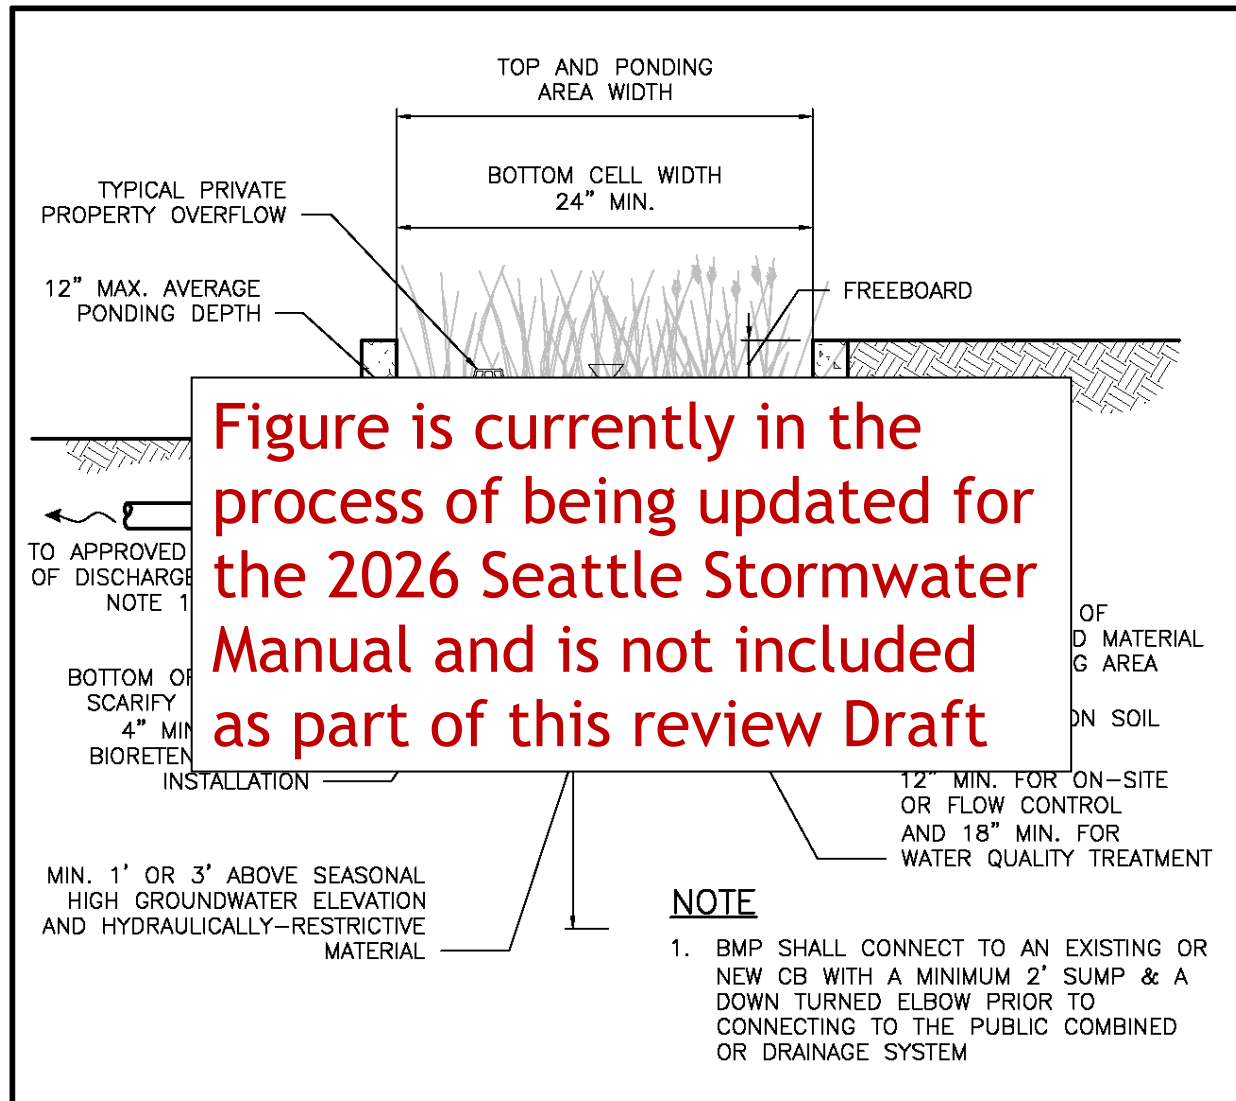 TOP AND PONDING
AREA WIDTH
BOTTOM CELL WIDTH
24" MIN.
TYPICAL PRIVATE
PROPERTY OVERFLOW
12" MAX. AVERAGE
PONDING DEPTH
FREEBOARD
Figure is currently in the
process of being updated for
the 2026 Seattle Stormwater
Manual and is not included
as part of this review Draft
TO APPROVED
OF DISCHARGE
NOTE 1
BOTTOM OF
SCARIFY
4" MIN
INSTALLATION
OF
MATERIAL
AREA
SOIL
12" MIN. FOR ON-SITE
OR FLOW CONTROL
AND 18" MIN. FOR
WATER QUALITY TREATMENT
MIN. 1' OR 3' ABOVE SEASONAL
HIGH GROUNDWATER ELEVATION
AND HYDRAULICALLY-RESTRICTIVE
MATERIAL
NOTE
1. BMP SHALL CONNECT TO AN EXISTING OR
NEW CB WITH A MINIMUM 2' SUMP & A
DOWN TURNED ELBOW PRIOR TO
CONNECTING TO THE PUBLIC COMBINED
OR DRAINAGE SYSTEM